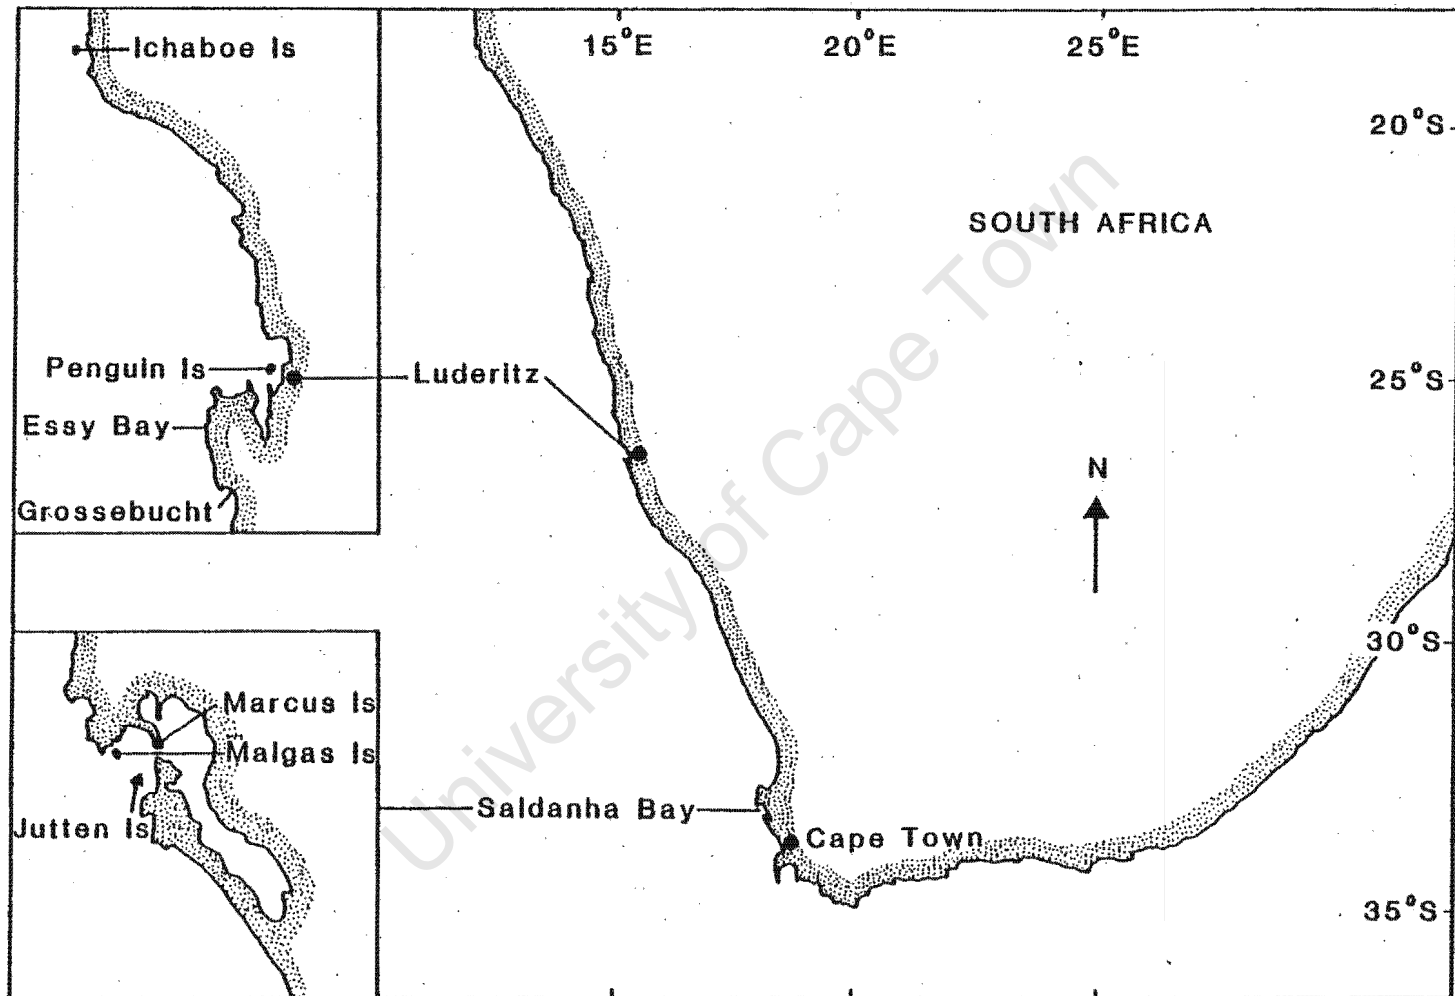 Ichaboe Is
15°E
20°E
25°E
20°S
SOUTH AFRICA
Penguin Is
Luderitz
25°S
Essy Bay
N
Grossebucht
30°S
Marcus Is
Malgas Is
Saldanha Bay
Jutten Is
Cape Town
35°S
University of Cape Town